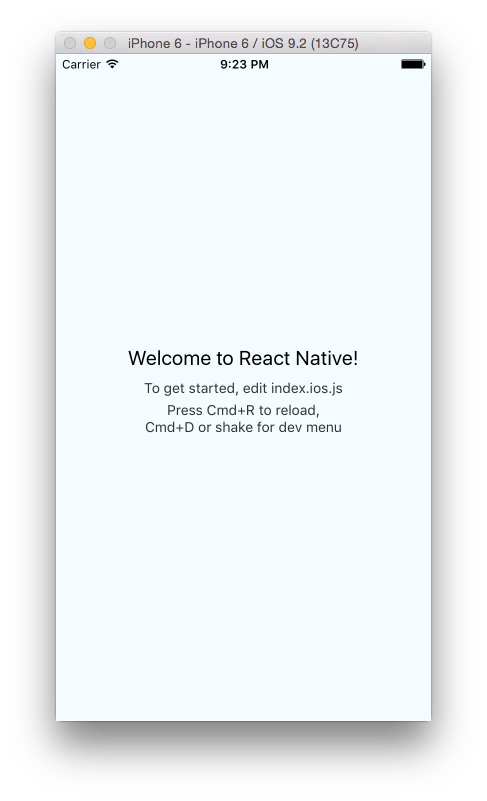 iPhone 6 - iPhone 6 / iOS 9.2 (13C75)
Carrier 9:23 PM
Welcome to React Native!
To get started, edit index.ios.js
Press Cmd+R to reload,
Cmd+D or shake for dev menu